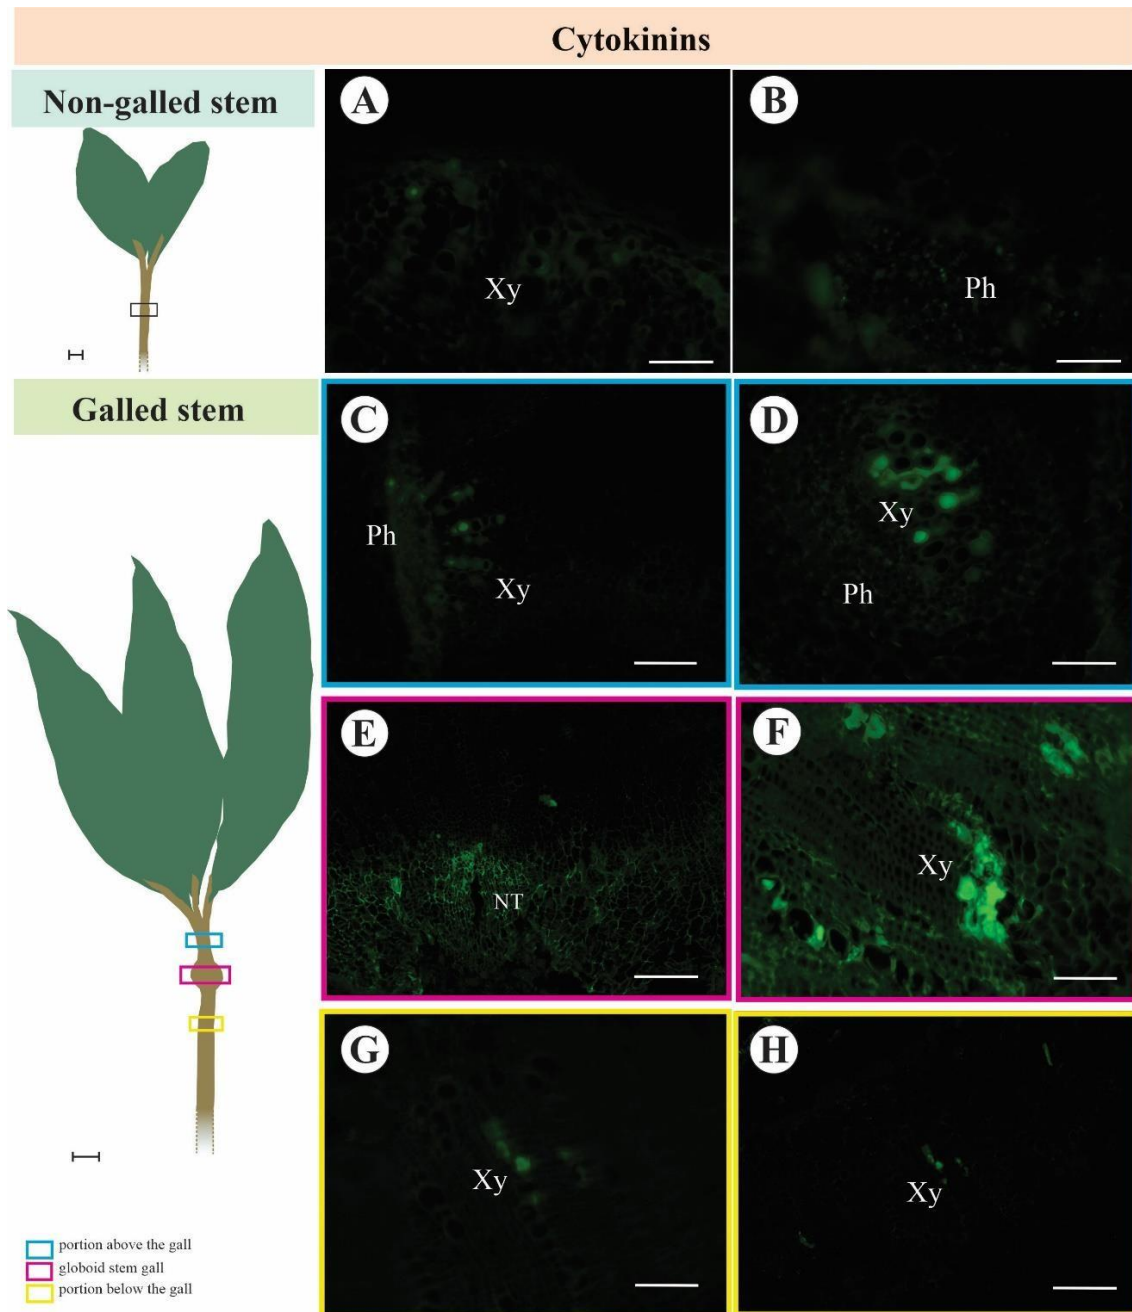 Cytokinins
Non-galled stem
A
Xy
B
Ph
Galled stem
C
Ph
Xy
D
Xy
Ph
E
NT
F
Xy
G
Xy
H
Xy
portion above the gall
globoid stem gall
portion below the gall